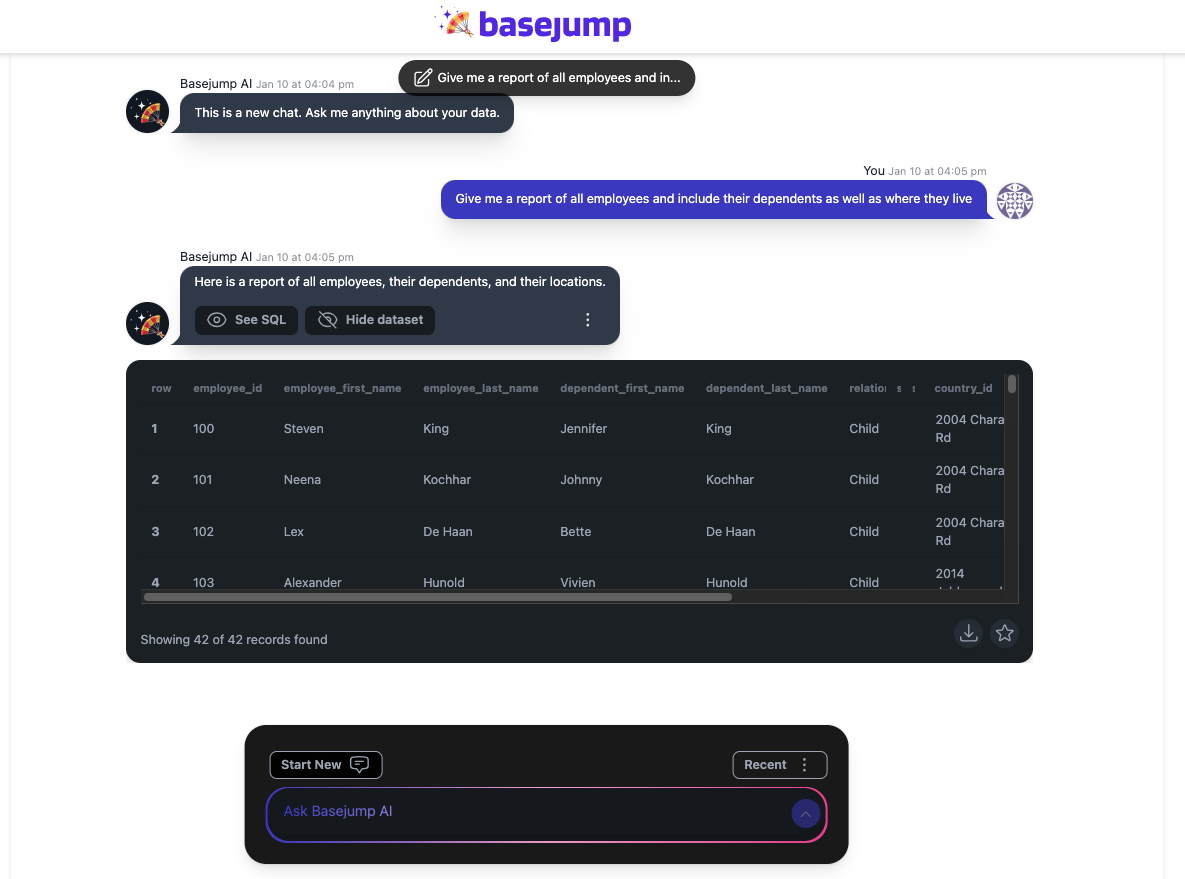 basejump
Give me a report of all employees and in...
Basejump AI Jan 10 at 04:04 pm
This is a new chat. Ask me anything about your data.
You Jan 10 at 04:05 pm
Give me a report of all employees and include their dependents as well as where they live
Basejump AI Jan 10 at 04:05 pm
Here is a report of all employees, their dependents, and their locations.
See SQL Hide dataset
row employee_id employee_first_name employee_last_name dependent_first_name dependent_last_name relation s s country_id
1 100 Steven King Jennifer King Child 2004 Chara
Rd
2 101 Neena Kochhar Johnny Kochhar Child 2004 Chara
Rd
3 102 Lex De Haan Bette De Haan Child 2004 Chara
Rd
4 103 Alexander Hunold Vivien Hunold Child 2014
Showing 42 of 42 records found
Start New Recent
Ask Basejump AI